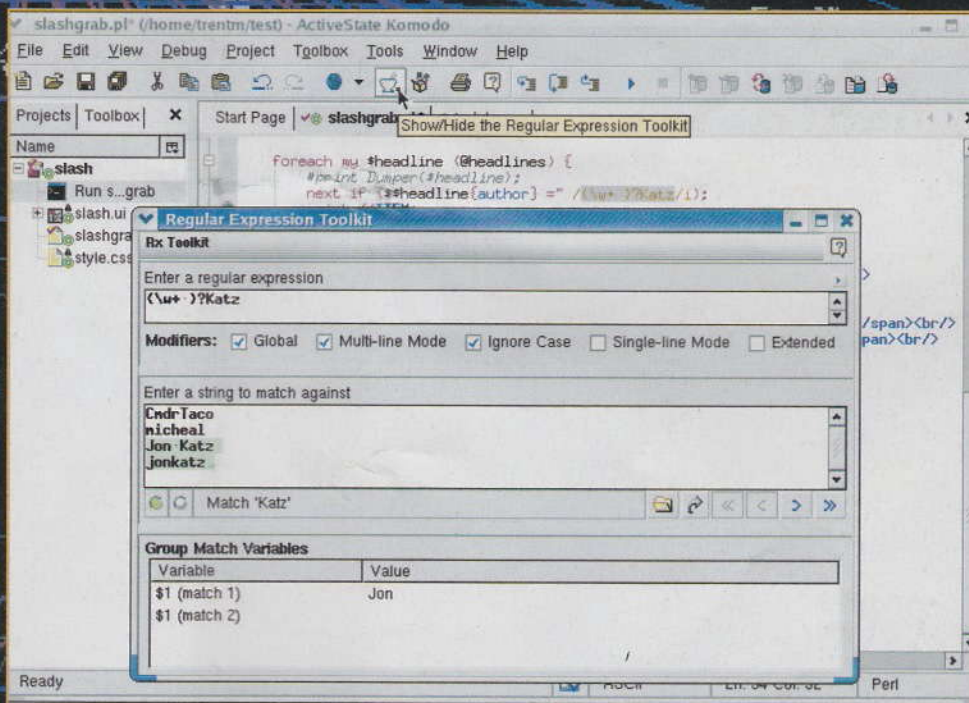 slashgrab.pl* (/home/trentm/test) - ActiveState Komodo
File Edit View Debug Project Toolbox Tools Window Help
Projects Toolbox
Start Page slashgrab
Show/Hide the Regular Expression Toolkit
Name
slash
Run s...grab
slash.ui
slashgra
style.css
foreach my $headline (@headlines) {
#print Dumper($headline);
next if ($$headline{author} =~ /(\w+ )?Katz/i);
Regular Expression Toolkit
Rx Toolkit
Enter a regular expression
(\w+·)?Katz
Modifiers: Global Multi-line Mode Ignore Case Single-line Mode Extended
Enter a string to match against
CmdrTaco
micheal
Jon·Katz
jonkatz
Match 'Katz'
Group Match Variables
Variable Value
$1 (match 1) Jon
$1 (match 2)
>
/span><br/>
pan><br/>
Ready
Perl